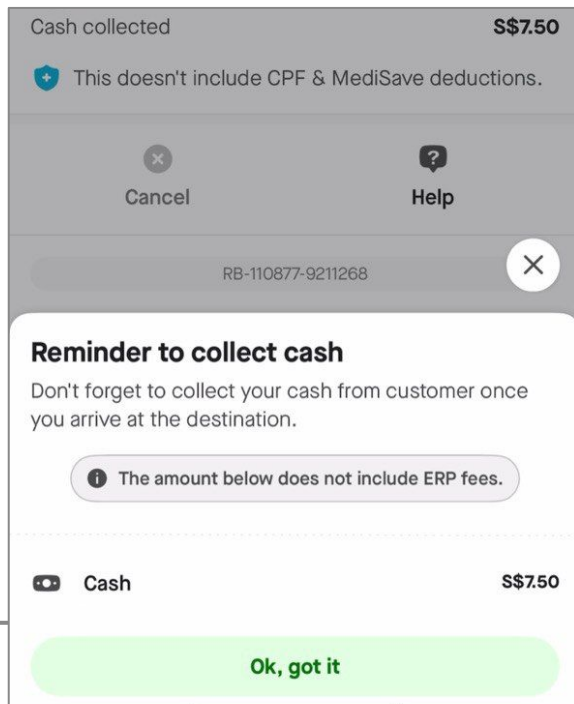 Cash collected S$7.50
This doesn't include CPF & MediSave deductions.
Cancel Help
RB-110877-9211268
Reminder to collect cash
Don't forget to collect your cash from customer once
you arrive at the destination.
The amount below does not include ERP fees.
Cash S$7.50
Ok, got it